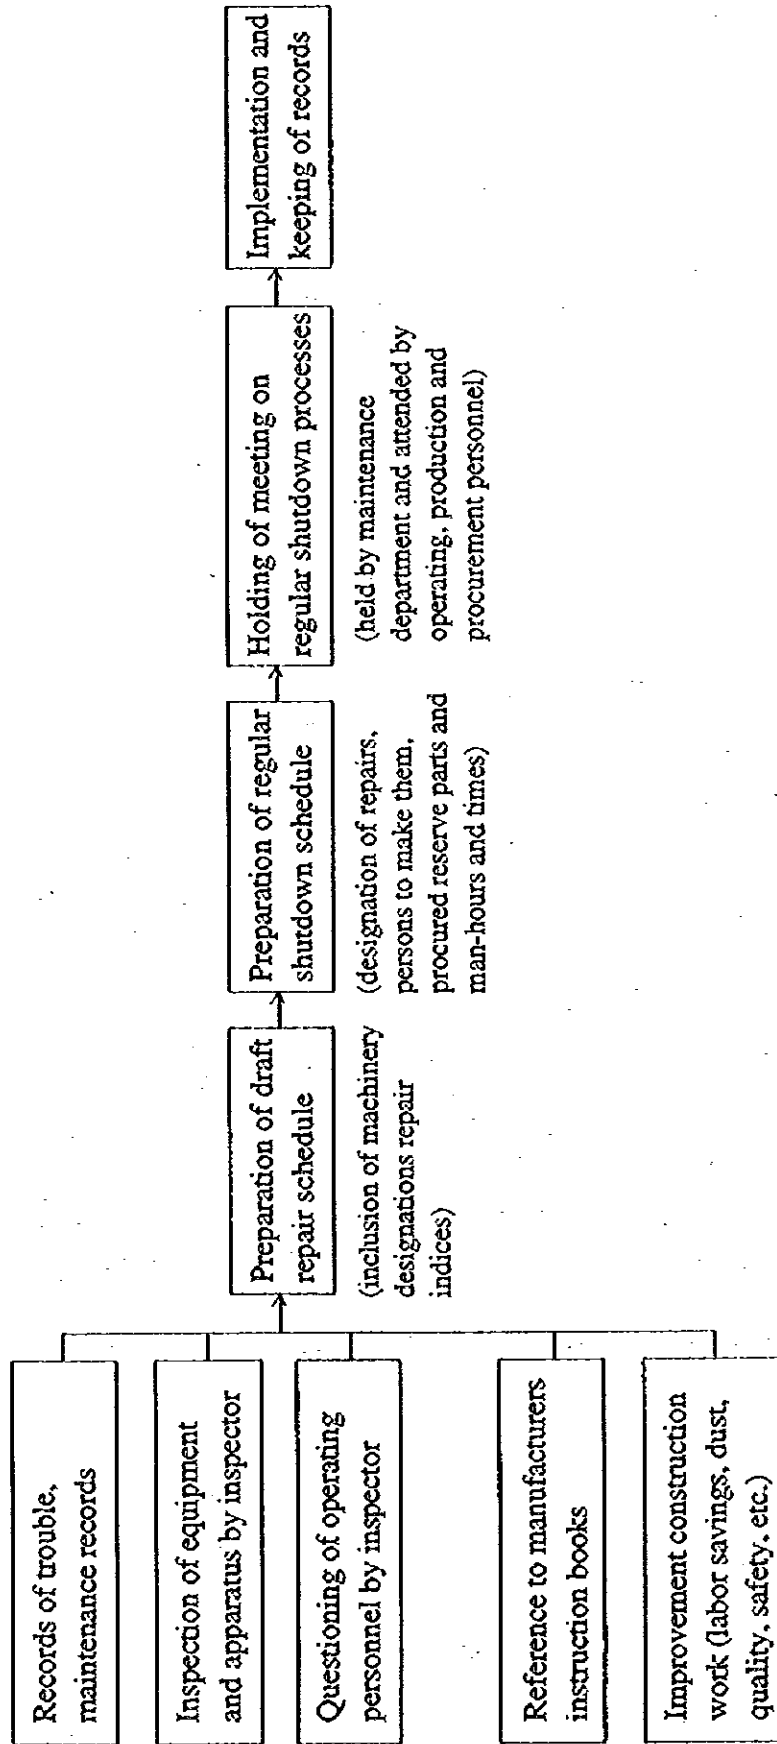 Records of trouble,
maintenance records
Inspection of equipment
and apparatus by inspector
Questioning of operating
personnel by inspector
Reference to manufacturers
instruction books
Improvement construction
work (labor savings, dust,
quality, safety, etc.)
Preparation of draft
repair schedule
(inclusion of machinery
designations repair
indices)
Preparation of regular
shutdown schedule
(designation of repairs,
persons to make them,
procured reserve parts and
man-hours and times)
Holding of meeting on
regular shutdown processes
(held by maintenance
department and attended by
operating, production and
procurement personnel)
Implementation and
keeping of records